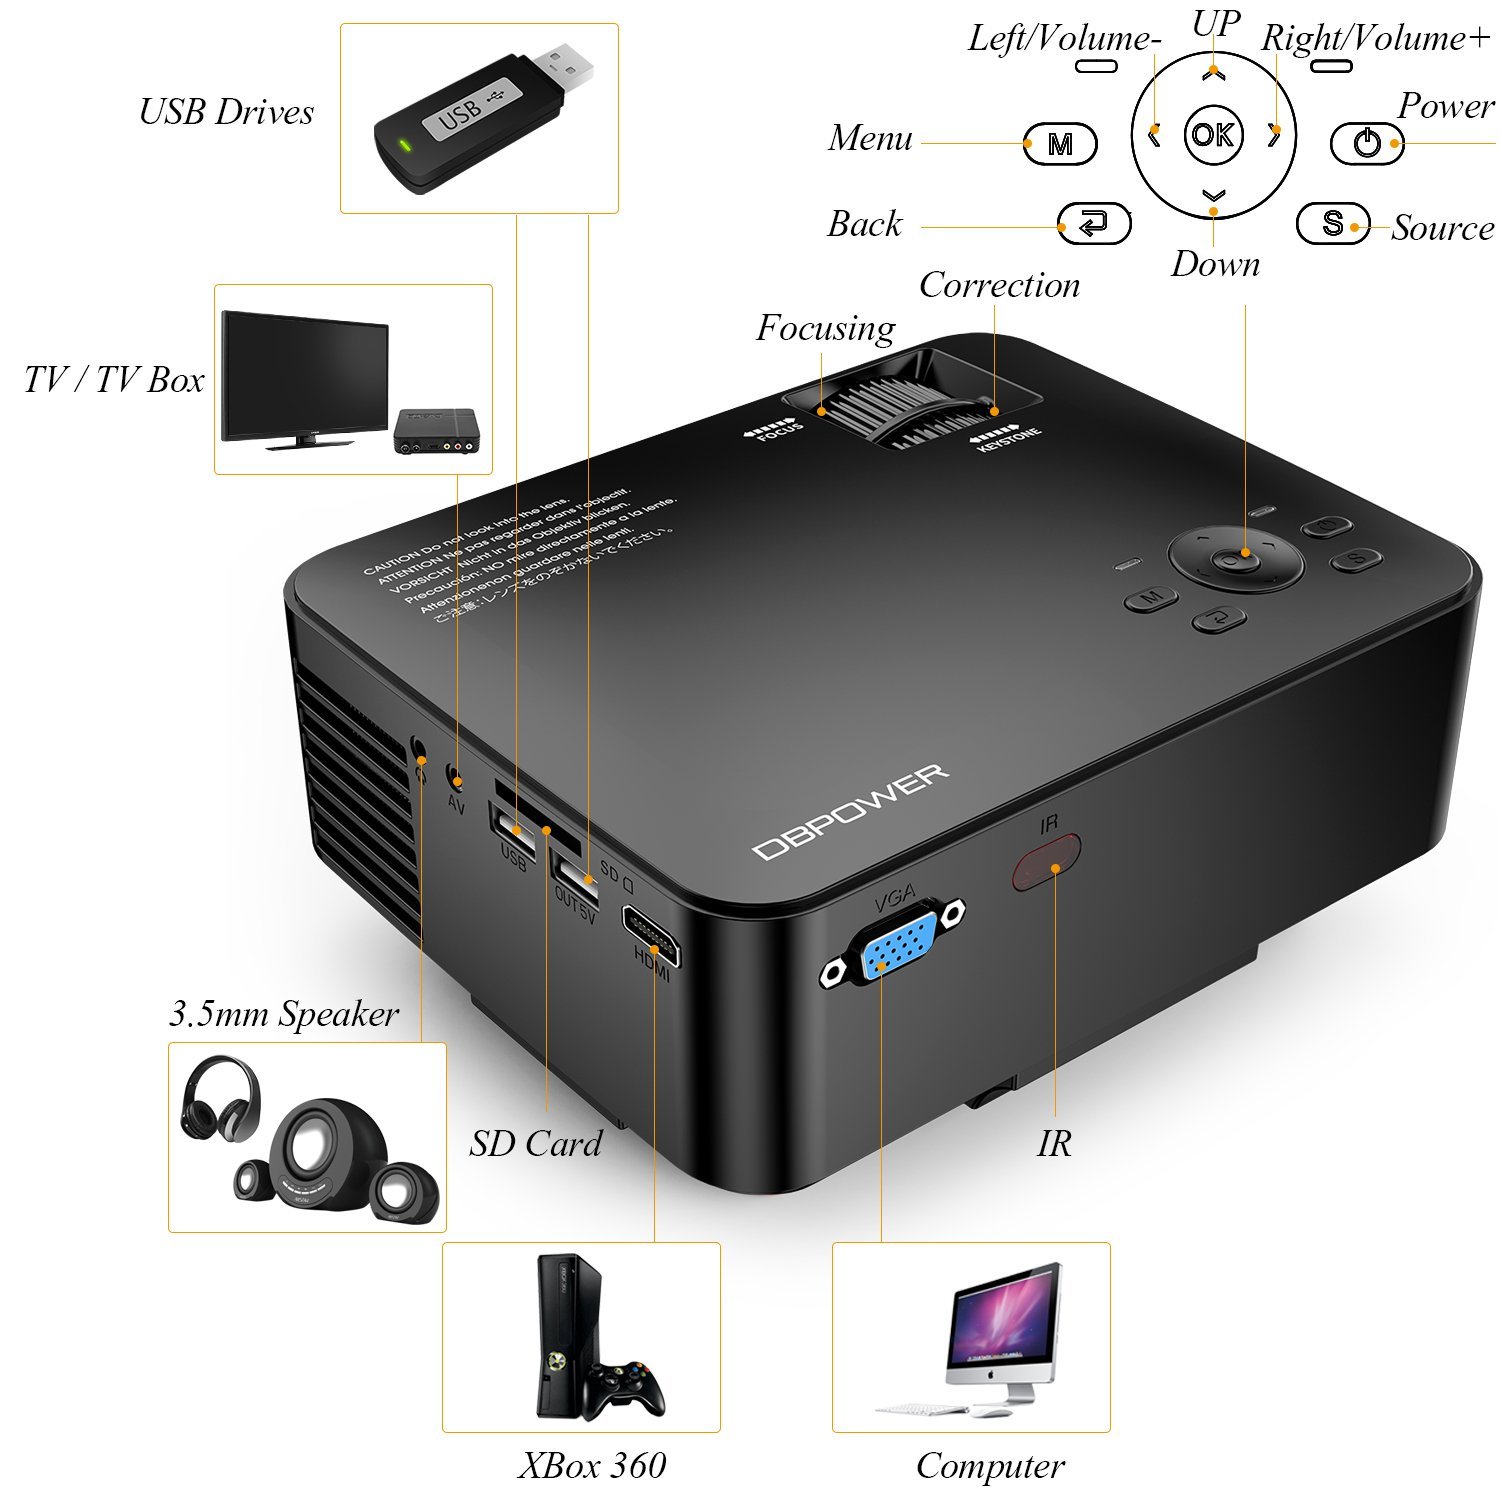 Left/Volume-
UP
Right/Volume+
USB Drives
USB
Menu
M
OK
Power
Back
S
Source
Down
Correction
Focusing
TV / TV Box
FOCUS
KEYSTONE
CAUTION Do not look into the lens.
ATTENTION Ne pas regarder dans l'objectif.
VORSICHT Nicht in das Objektiv blicken.
Precaución: NO mire directamente a la lente.
Attenzionenon guardare nelle lenti.
ご注意:レンズをのぞかないでください。
OK
S
M
AV
USB
OUT5V
SD
HDMI
DBPOWER
IR
VGA
3.5mm Speaker
SD Card
IR
XBox 360
Computer